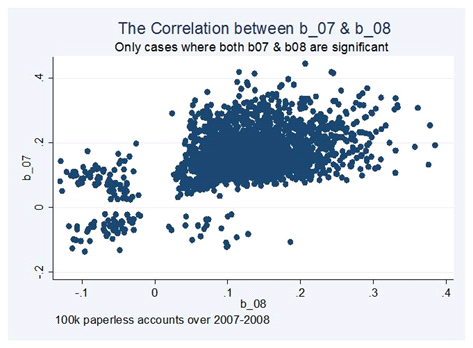 The Correlation between b_07 & b_08
Only cases where both b07 & b08 are significant
.4
.2
0
-.2
b_07
-.1
0
.1
.2
.3
.4
b_08
100k paperless accounts over 2007-2008